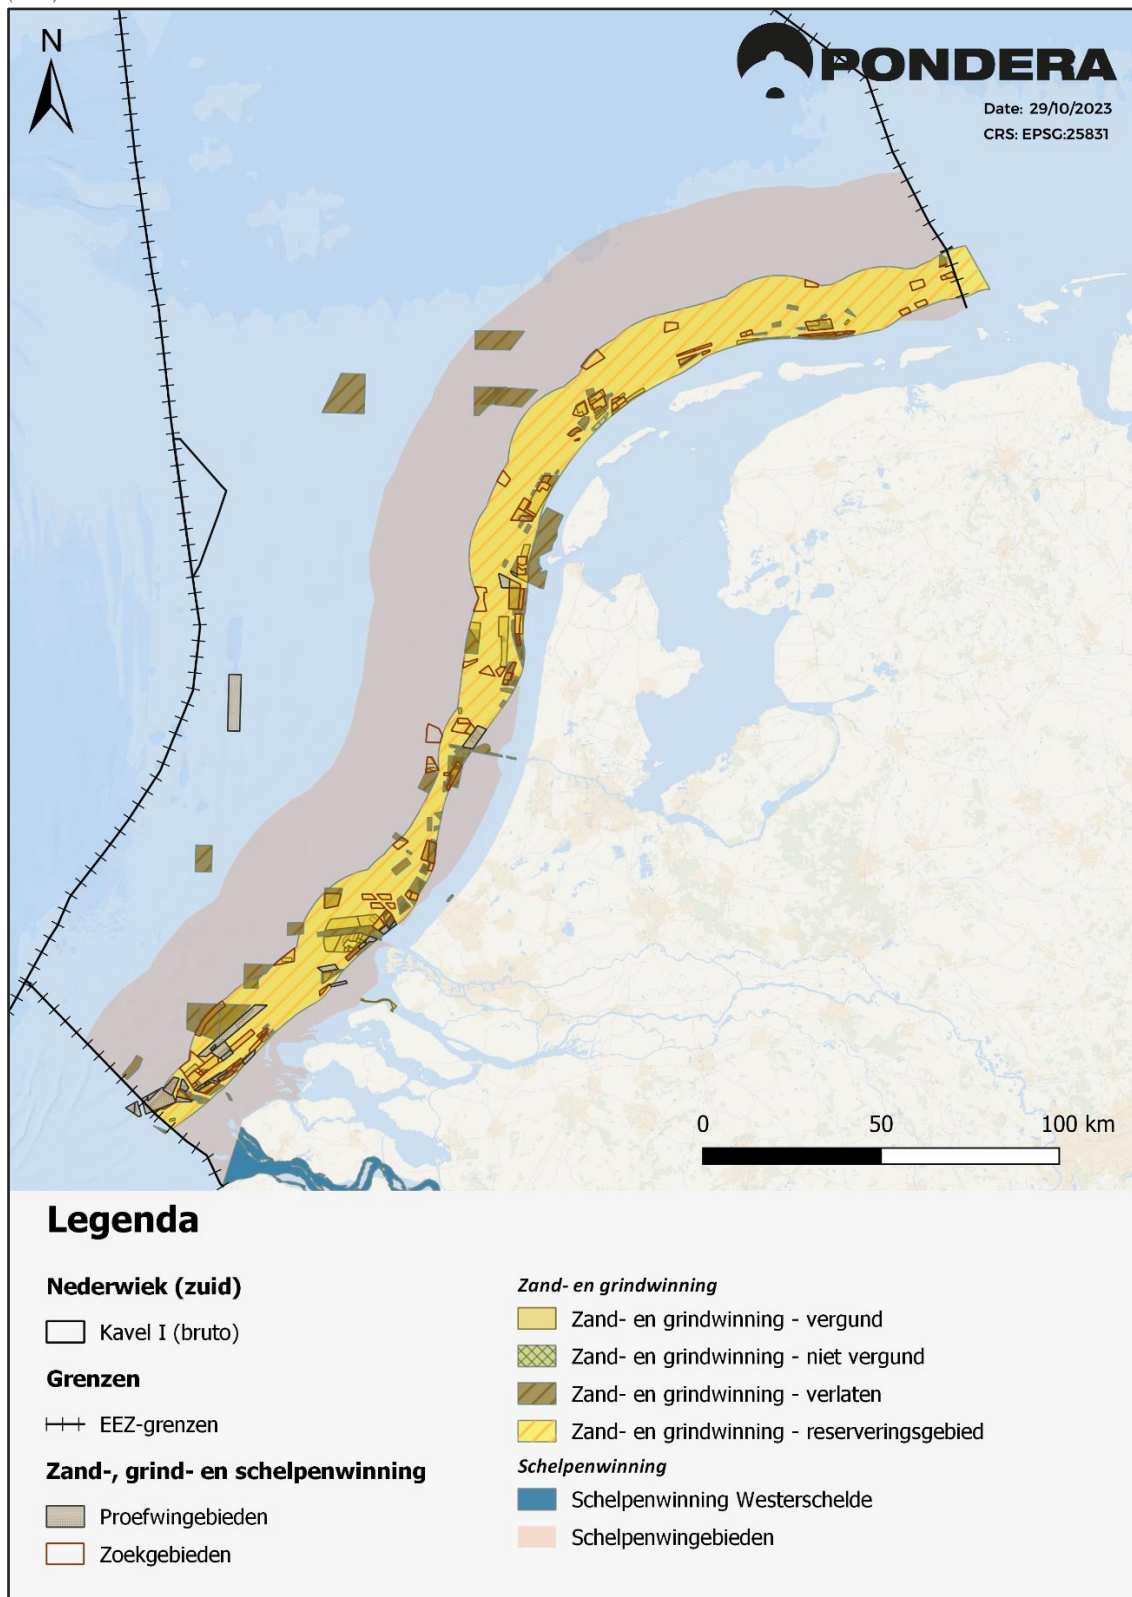 N
PONDERA
Date: 29/10/2023
CRS: EPSG:25831
0 50 100 km
Legenda
Nederwiek (zuid)
Kavel I (bruto)
Grenzen
EEZ-grenzen
Zand-, grind- en schelpenwinning
Proefwingebieden
Zoekgebieden
Zand- en grindwinning
Zand- en grindwinning - vergund
Zand- en grindwinning - niet vergund
Zand- en grindwinning - verlaten
Zand- en grindwinning - reserveringsgebied
Schelpenwinning
Schelpenwinning Westerschelde
Schelpenwingebieden